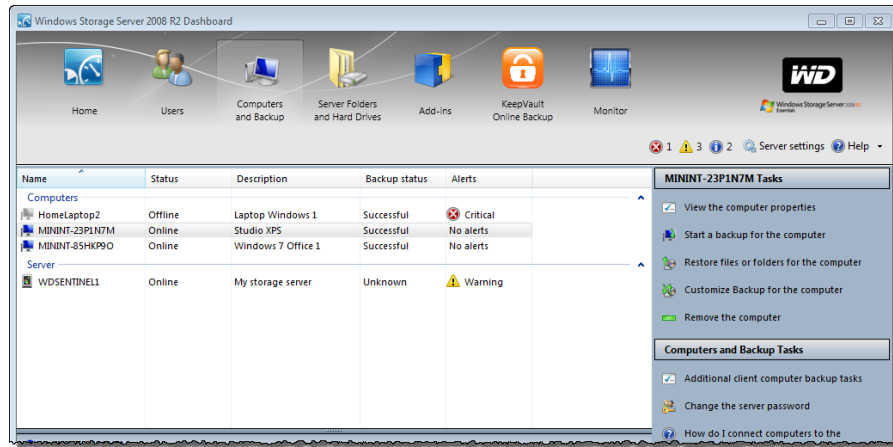 Windows Storage Server 2008 R2 Dashboard
Home
Users
Computers and Backup
Server Folders and Hard Drives
Add-ins
KeepVault Online Backup
Monitor
WD
Windows Storage Server 2008 R2
Essentials
1 3 2 Server settings Help
Name Status Description Backup status Alerts
Computers
HomeLaptop2 Offline Laptop Windows 1 Successful Critical
MININT-23P1N7M Online Studio XPS Successful No alerts
MININT-85HKP9O Online Windows 7 Office 1 Successful No alerts
Server
WDSENTINEL1 Online My storage server Unknown Warning
MININT-23P1N7M Tasks
View the computer properties
Start a backup for the computer
Restore files or folders for the computer
Customize Backup for the computer
Remove the computer
Computers and Backup Tasks
Additional client computer backup tasks
Change the server password
How do I connect computers to the